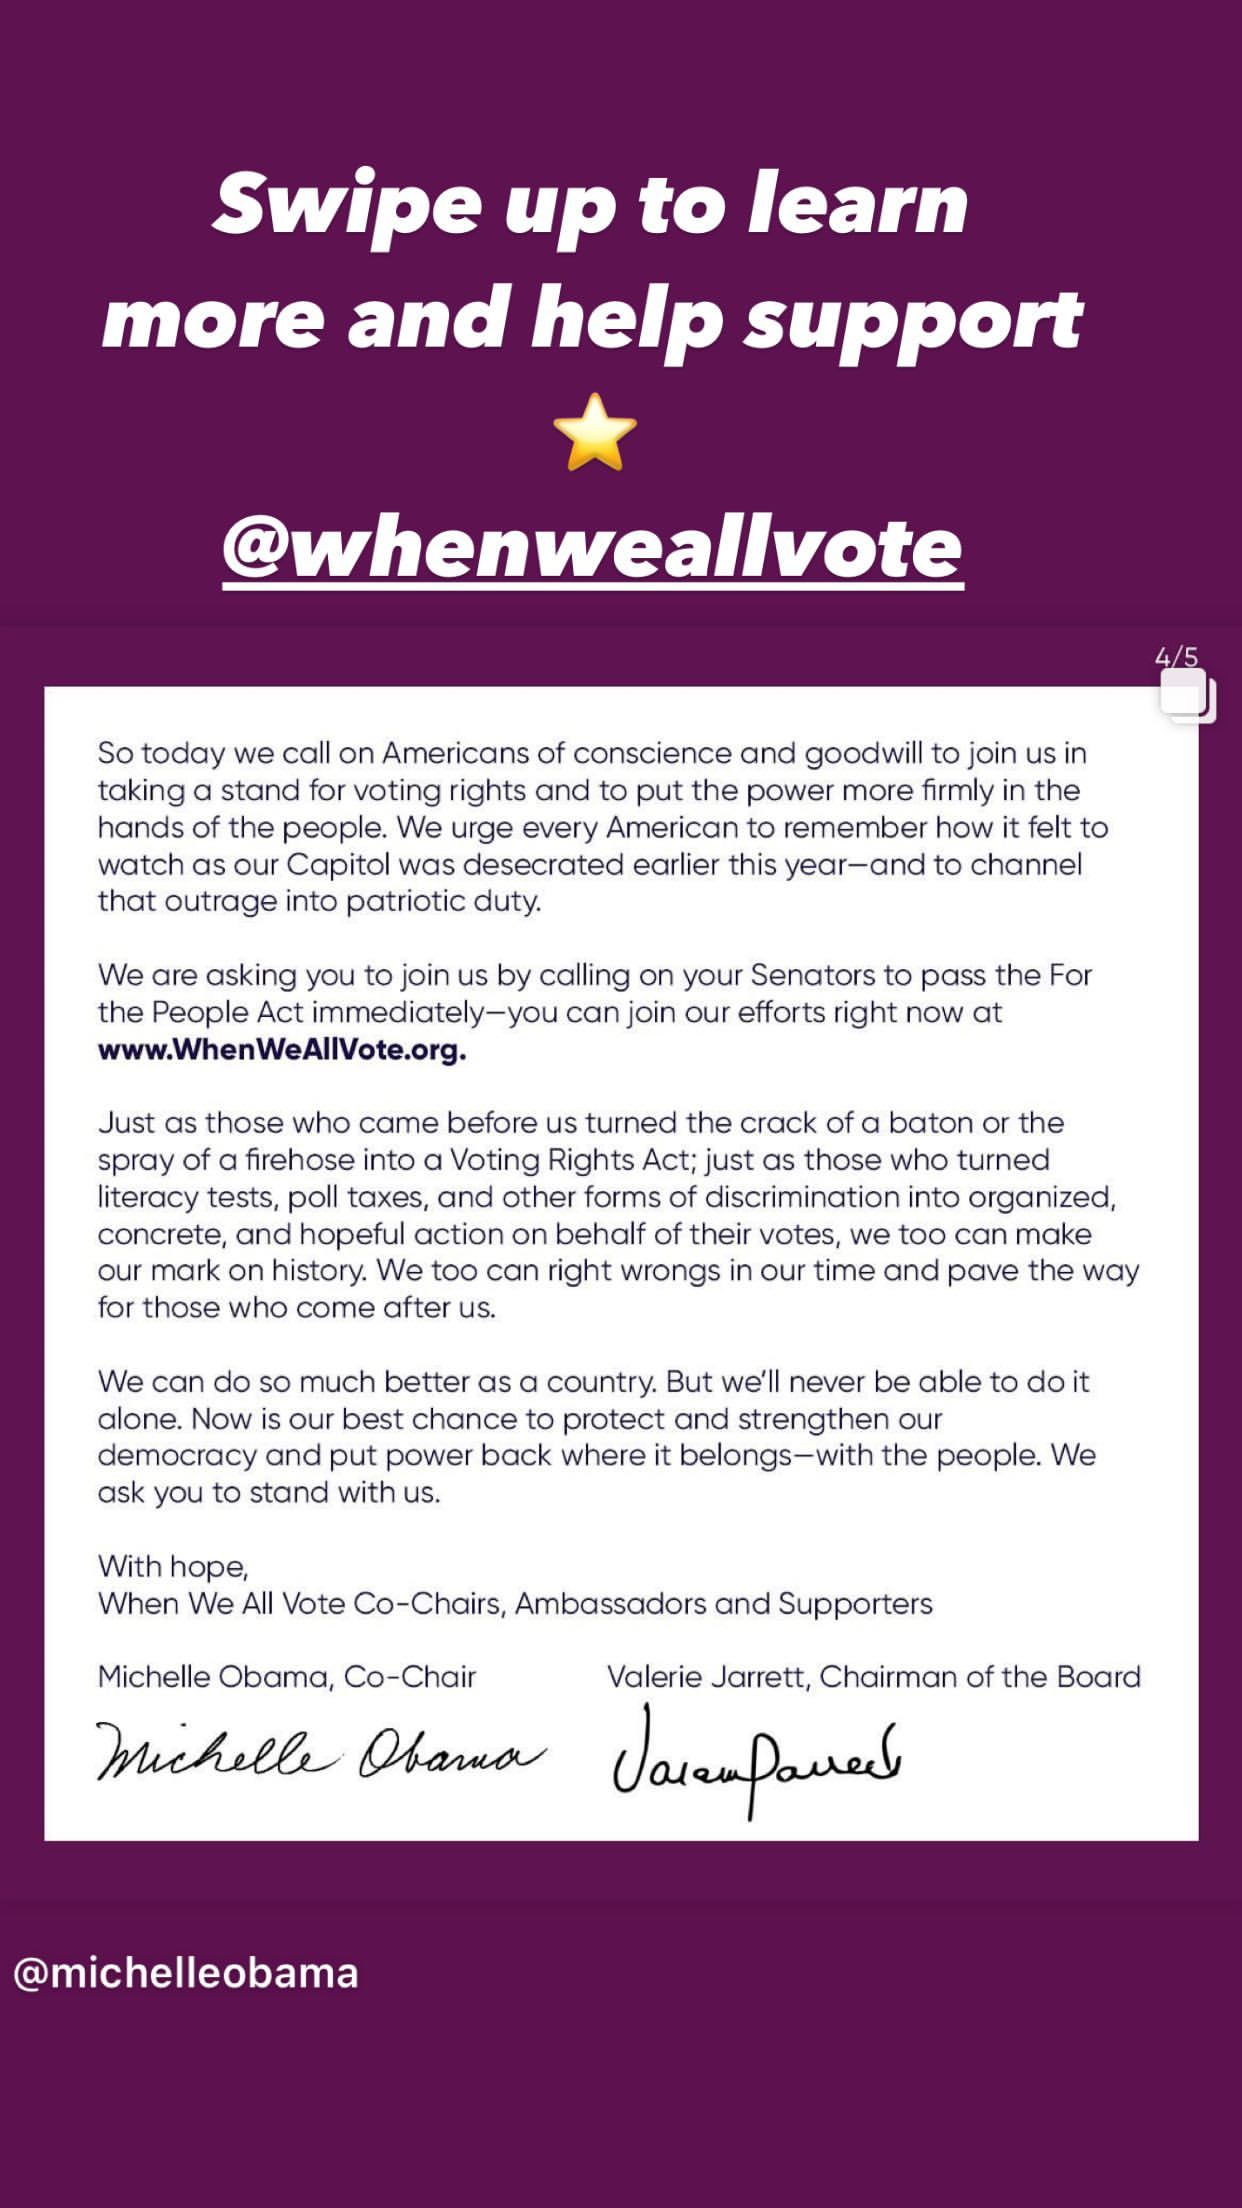 Swipe up to learn
more and help support
⭐
@whenweallvote
4/5
So today we call on Americans of conscience and goodwill to join us in
taking a stand for voting rights and to put the power more firmly in the
hands of the people. We urge every American to remember how it felt to
watch as our Capitol was desecrated earlier this year—and to channel
that outrage into patriotic duty.
We are asking you to join us by calling on your Senators to pass the For
the People Act immediately—you can join our efforts right now at
www.WhenWeAllVote.org.
Just as those who came before us turned the crack of a baton or the
spray of a firehose into a Voting Rights Act; just as those who turned
literacy tests, poll taxes, and other forms of discrimination into organized,
concrete, and hopeful action on behalf of their votes, we too can make
our mark on history. We too can right wrongs in our time and pave the way
for those who come after us.
We can do so much better as a country. But we’ll never be able to do it
alone. Now is our best chance to protect and strengthen our
democracy and put power back where it belongs—with the people. We
ask you to stand with us.
With hope,
When We All Vote Co-Chairs, Ambassadors and Supporters
Michelle Obama, Co-Chair
Valerie Jarrett, Chairman of the Board
Michelle Obama
@michelleobama